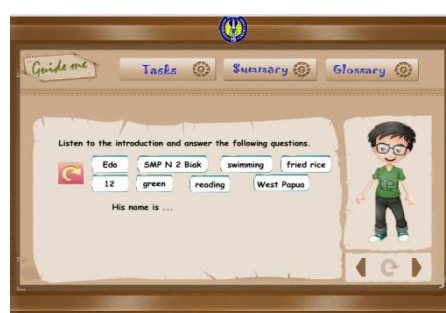 Guide me
Tasks
Summary
Glossary
Listen to the introduction and answer the following questions.
Edo
SMP N 2 Biak
swimming
fried rice
12
green
reading
West Papua
His name is ...